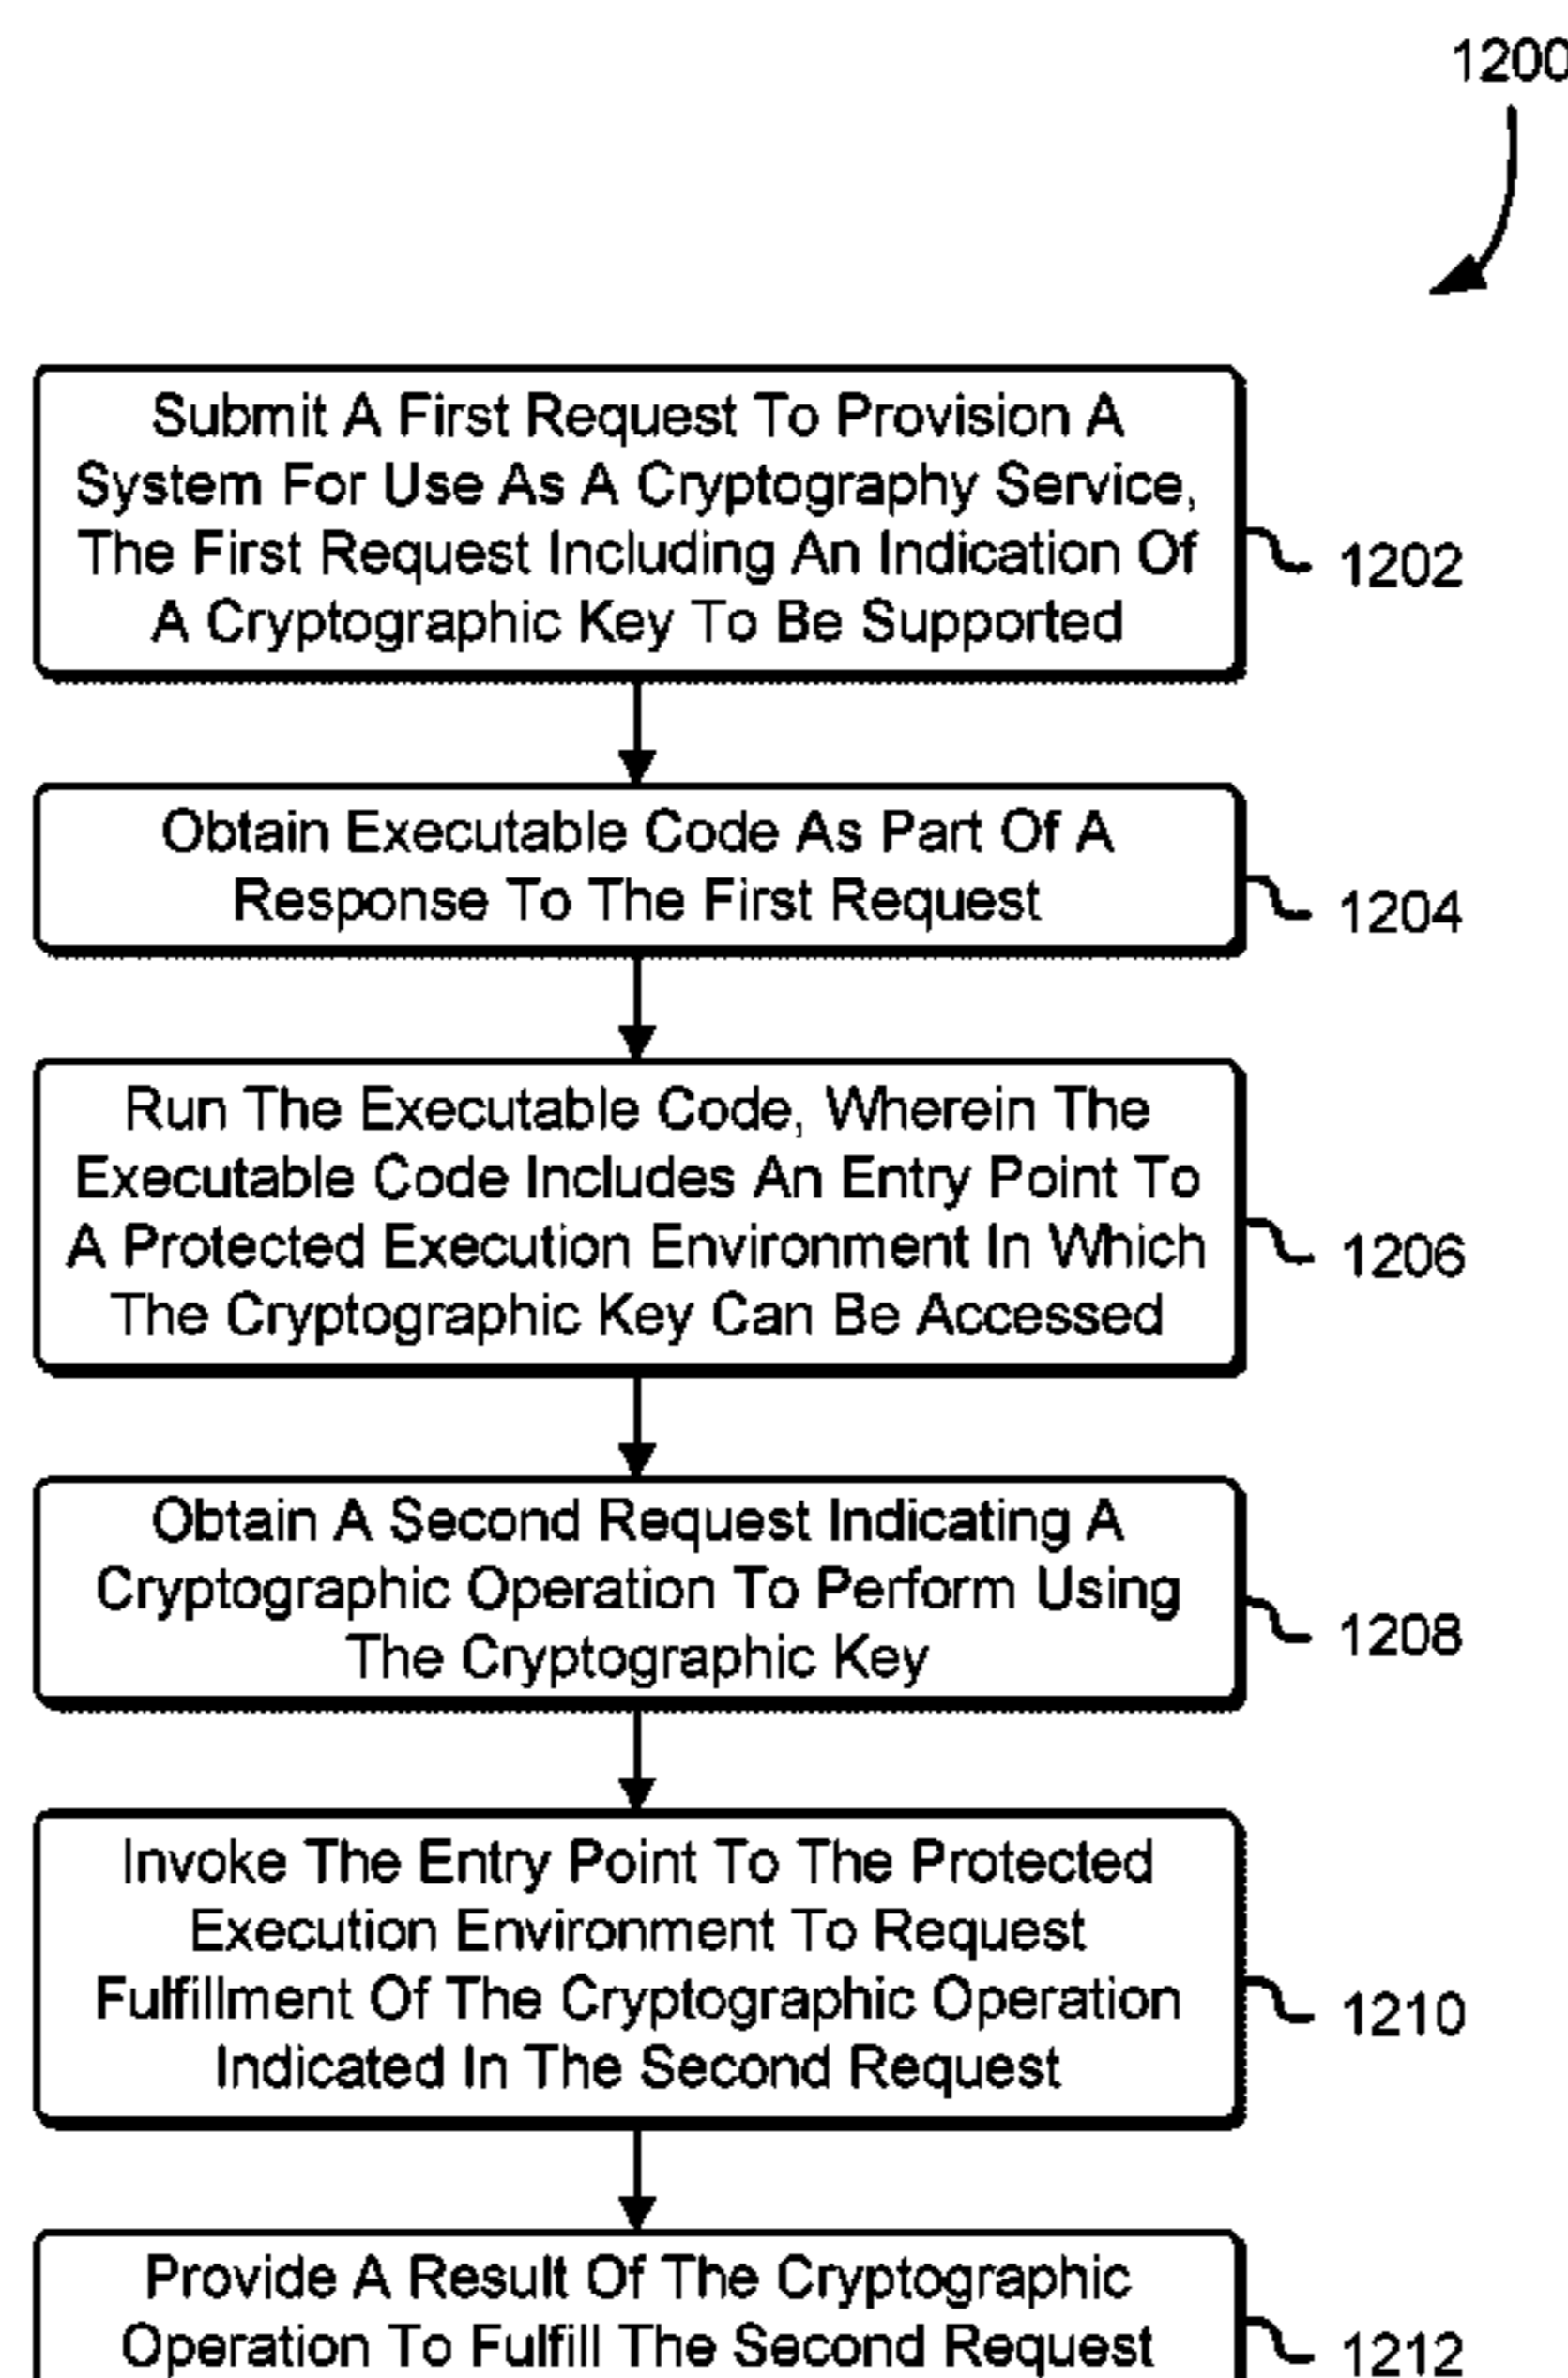 1200
Submit A First Request To Provision A
System For Use As A Cryptography Service,
The First Request Including An Indication Of
A Cryptographic Key To Be Supported
1202
Obtain Executable Code As Part Of A
Response To The First Request
1204
Run The Executable Code, Wherein The
Executable Code Includes An Entry Point To
A Protected Execution Environment In Which
The Cryptographic Key Can Be Accessed
1206
Obtain A Second Request Indicating A
Cryptographic Operation To Perform Using
The Cryptographic Key
1208
Invoke The Entry Point To The Protected
Execution Environment To Request
Fulfillment Of The Cryptographic Operation
Indicated In The Second Request
1210
Provide A Result Of The Cryptographic
Operation To Fulfill The Second Request
1212